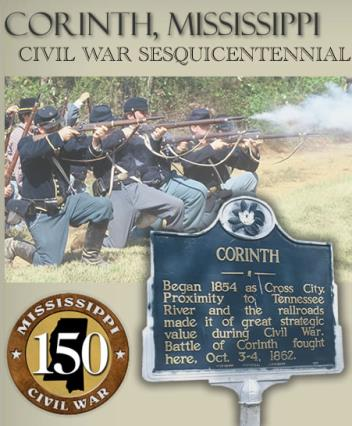 CORINTH, MISSISSIPPI
CIVIL WAR SESQUICENTENNIAL
CORINTH
Began 1854 as Cross City.
Proximity to Tennessee
River and the railroads
made it of great strategic
value during Civil War.
Battle of Corinth fought
here, Oct. 3-4, 1862.
MISSISSIPPI
150
CIVIL WAR